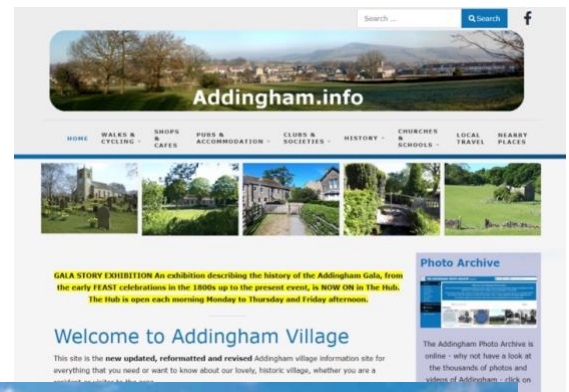 Search ...
Search
Addingham.info
HOME
WALKS &
CYCLING
SHOPS
&
CAFES
PUBS &
ACCOMMODATION
CLUBS &
SOCIETIES
HISTORY
CHURCHES
&
SCHOOLS
LOCAL
TRAVEL
NEARBY
PLACES
GALA STORY EXHIBITION An exhibition describing the history of the Addingham Gala, from
the early FEAST celebrations in the 1800s up to the present event, is NOW ON in The Hub.
The Hub is open each morning Monday to Thursday and Friday afternoon.
Welcome to Addingham Village
This site is the new updated, reformatted and revised Addingham village information site for
everything that you need or want to know about our lovely, historic village, whether you are a
Photo Archive
The Addingham Photo Archive is
online - why not have a look at
the thousands of photos and
videos of Addingham - click on